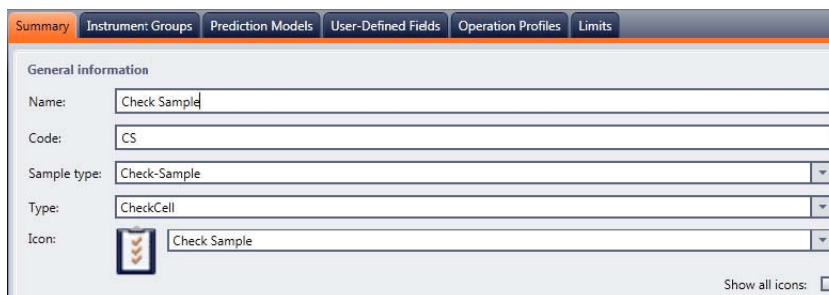 Summary Instrument Groups Prediction Models User-Defined Fields Operation Profiles Limits
General information
Name: Check Sample
Code: CS
Sample type: Check-Sample
Type: CheckCell
Icon: Check Sample
Show all icons: